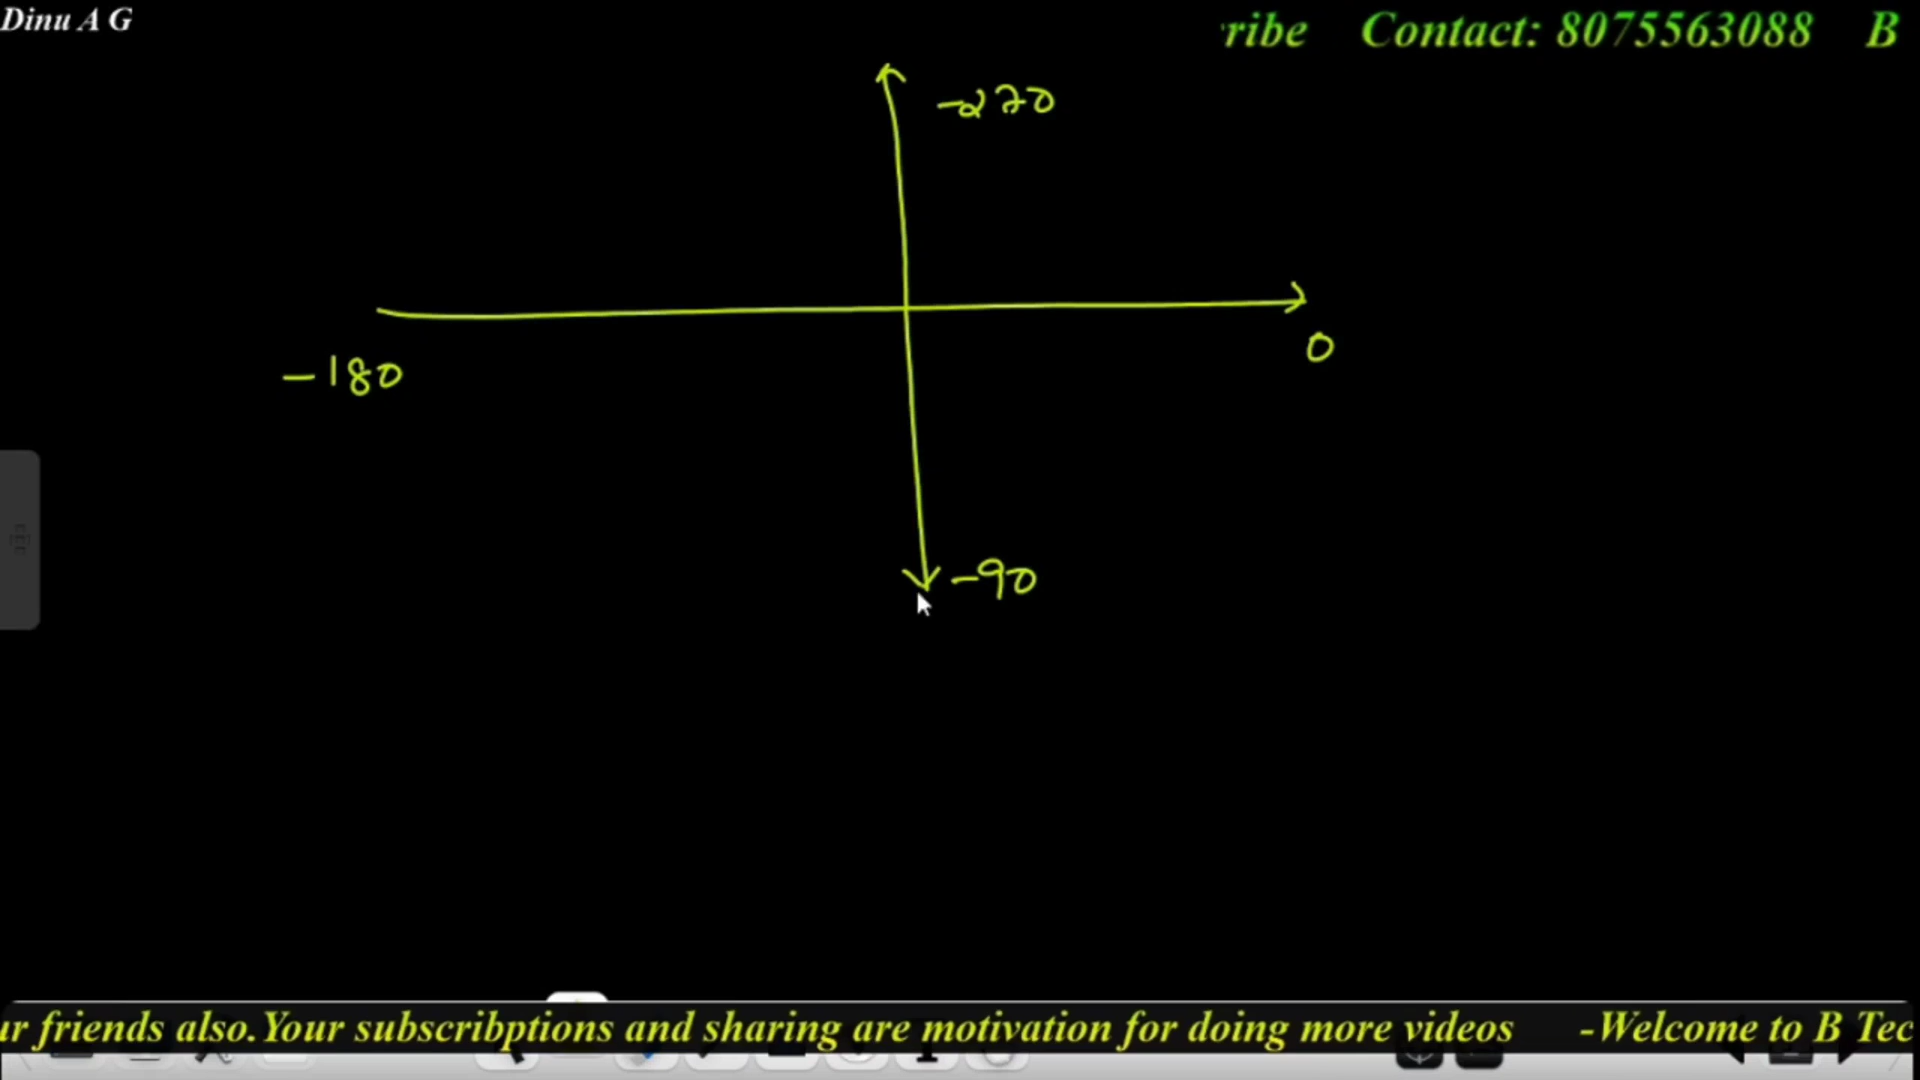 Dinu A G
ribe Contact: 8075563088 B
-270
0
-180
-90
ur friends also.Your subscribptions and sharing are motivation for doing more videos -Welcome to B Tec